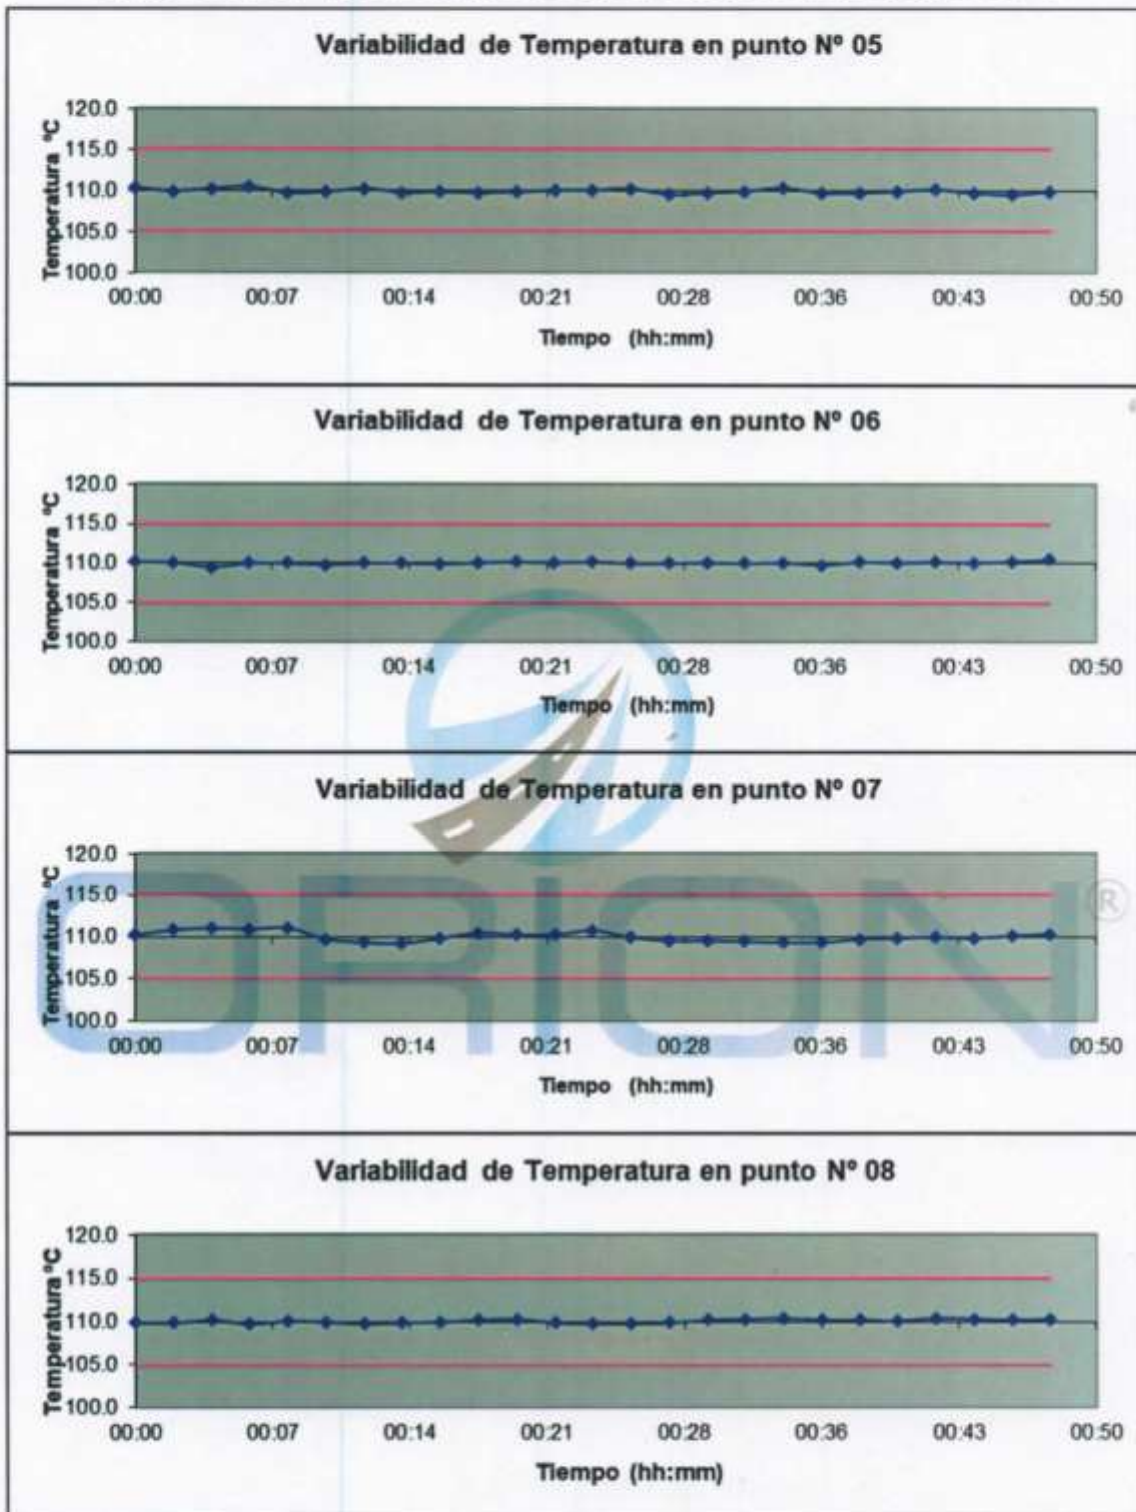 Variabilidad de Temperatura en punto Nº 05
Temperatura ºC
120.0
115.0
110.0
105.0
100.0
00:00 00:07 00:14 00:21 00:28 00:36 00:43 00:50
Tiempo (hh:mm)
Variabilidad de Temperatura en punto Nº 06
Temperatura ºC
120.0
115.0
110.0
105.0
100.0
00:00 00:07 00:14 00:21 00:28 00:36 00:43 00:50
Tiempo (hh:mm)
Variabilidad de Temperatura en punto Nº 07
Temperatura ºC
120.0
115.0
110.0
105.0
100.0
00:00 00:07 00:14 00:21 00:28 00:36 00:43 00:50
Tiempo (hh:mm)
ORION ®
Variabilidad de Temperatura en punto Nº 08
Temperatura ºC
120.0
115.0
110.0
105.0
100.0
00:00 00:07 00:14 00:21 00:28 00:36 00:43 00:50
Tiempo (hh:mm)